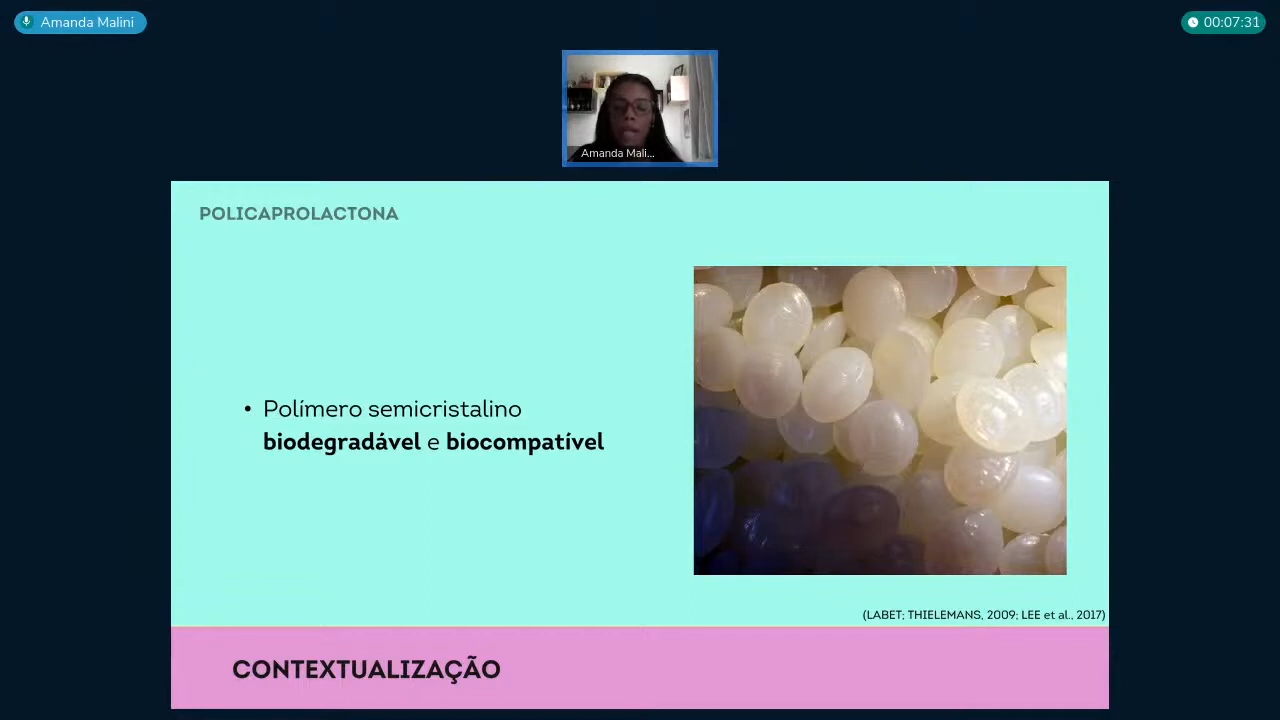 Amanda Malini
00:07:31
Amanda Mali...
POLICAPROLACTONA
• Polímero semicristalino
biodegradável e biocompatível
(LABET; THIELEMANS, 2009; LEE et al., 2017)
CONTEXTUALIZAÇÃO